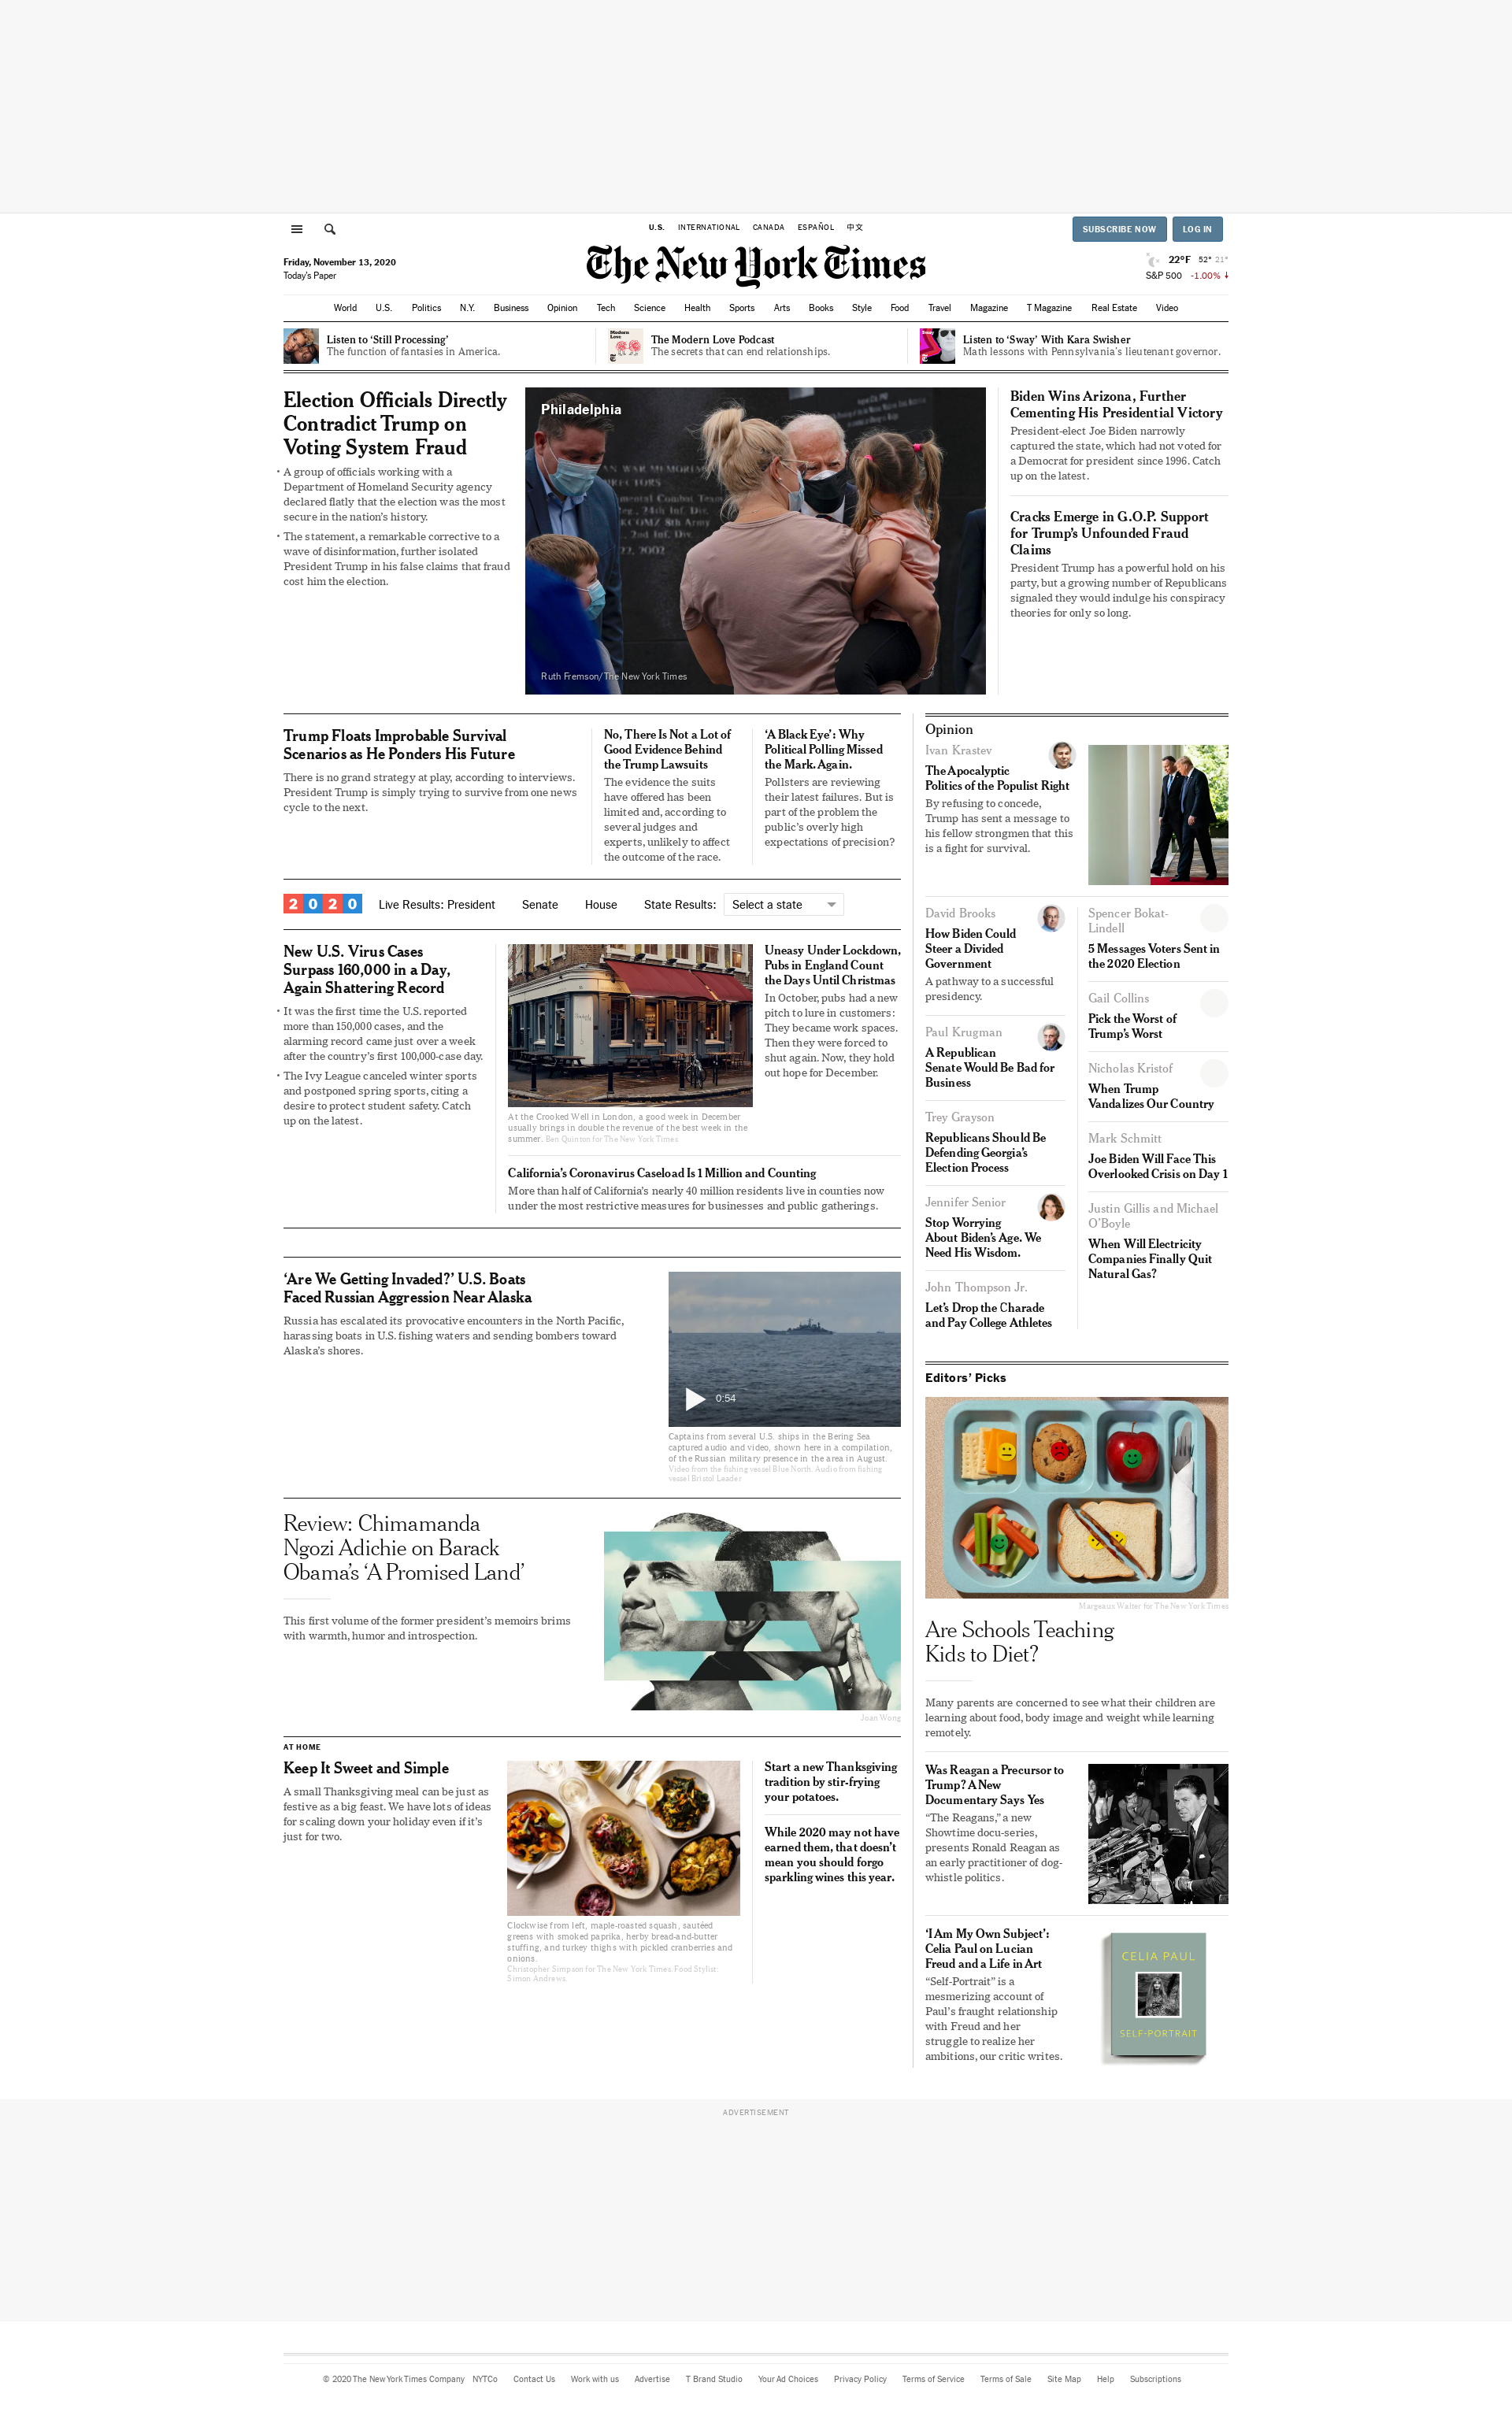 U.S. INTERNATIONAL CANADA ESPAÑOL 中文
SUBSCRIBE NOW LOG IN
Friday, November 13, 2020
Today's Paper
The New York Times
22°F 52° 21°
S&P 500 -1.00%
World U.S. Politics N.Y. Business Opinion Tech Science Health Sports Arts Books Style Food Travel Magazine T Magazine Real Estate Video
Listen to ‘Still Processing’
The function of fantasies in America.
Modern
Love
The Modern Love Podcast
The secrets that can end relationships.
Sway
Listen to ‘Sway’ With Kara Swisher
Math lessons with Pennsylvania's lieutenant governor.
Election Officials Directly
Contradict Trump on
Voting System Fraud
A group of officials working with a
Department of Homeland Security agency
declared flatly that the election was the most
secure in the nation’s history.
The statement, a remarkable corrective to a
wave of disinformation, further isolated
President Trump in his false claims that fraud
cost him the election.
Philadelphia
Ruth Fremson/The New York Times
Biden Wins Arizona, Further
Cementing His Presidential Victory
President-elect Joe Biden narrowly
captured the state, which had not voted for
a Democrat for president since 1996. Catch
up on the latest.
Cracks Emerge in G.O.P. Support
for Trump’s Unfounded Fraud
Claims
President Trump has a powerful hold on his
party, but a growing number of Republicans
signaled they would indulge his conspiracy
theories for only so long.
Trump Floats Improbable Survival
Scenarios as He Ponders His Future
There is no grand strategy at play, according to interviews.
President Trump is simply trying to survive from one news
cycle to the next.
No, There Is Not a Lot of
Good Evidence Behind
the Trump Lawsuits
The evidence the suits
have offered has been
limited and, according to
several judges and
experts, unlikely to affect
the outcome of the race.
‘A Black Eye’: Why
Political Polling Missed
the Mark. Again.
Pollsters are reviewing
their latest failures. But is
part of the problem the
public’s overly high
expectations of precision?
2020 Live Results: President Senate House State Results: Select a state
New U.S. Virus Cases
Surpass 160,000 in a Day,
Again Shattering Record
It was the first time the U.S. reported
more than 150,000 cases, and the
alarming record came just over a week
after the country’s first 100,000-case day.
The Ivy League canceled winter sports
and postponed spring sports, citing a
desire to protect student safety. Catch
up on the latest.
At the Crooked Well in London, a good week in December
usually brings in double the revenue of the best week in the
summer. Ben Quinton for The New York Times
Uneasy Under Lockdown,
Pubs in England Count
the Days Until Christmas
In October, pubs had a new
pitch to lure in customers:
They became work spaces.
Then they were forced to
shut again. Now, they hold
out hope for December.
California’s Coronavirus Caseload Is 1 Million and Counting
More than half of California’s nearly 40 million residents live in counties now
under the most restrictive measures for businesses and public gatherings.
‘Are We Getting Invaded?’ U.S. Boats
Faced Russian Aggression Near Alaska
Russia has escalated its provocative encounters in the North Pacific,
harassing boats in U.S. fishing waters and sending bombers toward
Alaska’s shores.
0:54
Captains from several U.S. ships in the Bering Sea
captured audio and video, shown here in a compilation,
of the Russian military presence in the area in August.
Video from the fishing vessel Blue North. Audio from fishing
vessel Bristol Leader
Review: Chimamanda
Ngozi Adichie on Barack
Obama’s ‘A Promised Land’
This first volume of the former president’s memoirs brims
with warmth, humor and introspection.
Joan Wong
AT HOME
Keep It Sweet and Simple
A small Thanksgiving meal can be just as
festive as a big feast. We have lots of ideas
for scaling down your holiday even if it’s
just for two.
Clockwise from left, maple-roasted squash, sautéed
greens with smoked paprika, herby bread-and-butter
stuffing, and turkey thighs with pickled cranberries and
onions.
Christopher Simpson for The New York Times. Food Stylist:
Simon Andrews.
Start a new Thanksgiving
tradition by stir-frying
your potatoes.
While 2020 may not have
earned them, that doesn’t
mean you should forgo
sparkling wines this year.
Opinion
Ivan Krastev
The Apocalyptic
Politics of the Populist Right
By refusing to concede,
Trump has sent a message to
his fellow strongmen that this
is a fight for survival.
David Brooks
How Biden Could
Steer a Divided
Government
A pathway to a successful
presidency.
Paul Krugman
A Republican
Senate Would Be Bad for
Business
Trey Grayson
Republicans Should Be
Defending Georgia’s
Election Process
Jennifer Senior
Stop Worrying
About Biden’s Age. We
Need His Wisdom.
John Thompson Jr.
Let’s Drop the Charade
and Pay College Athletes
Spencer Bokat-
Lindell
5 Messages Voters Sent in
the 2020 Election
Gail Collins
Pick the Worst of
Trump’s Worst
Nicholas Kristof
When Trump
Vandalizes Our Country
Mark Schmitt
Joe Biden Will Face This
Overlooked Crisis on Day 1
Justin Gillis and Michael
O’Boyle
When Will Electricity
Companies Finally Quit
Natural Gas?
Editors’ Picks
Margeaux Walter for The New York Times
Are Schools Teaching
Kids to Diet?
Many parents are concerned to see what their children are
learning about food, body image and weight while learning
remotely.
Was Reagan a Precursor to
Trump? A New
Documentary Says Yes
“The Reagans,” a new
Showtime docu-series,
presents Ronald Reagan as
an early practitioner of dog-
whistle politics.
‘I Am My Own Subject’:
Celia Paul on Lucian
Freud and a Life in Art
“Self-Portrait” is a
mesmerizing account of
Paul’s fraught relationship
with Freud and her
struggle to realize her
ambitions, our critic writes.
CELIA PAUL
SELF-PORTRAIT
ADVERTISEMENT
© 2020 The New York Times Company NYTCo Contact Us Work with us Advertise T Brand Studio Your Ad Choices Privacy Policy Terms of Service Terms of Sale Site Map Help Subscriptions